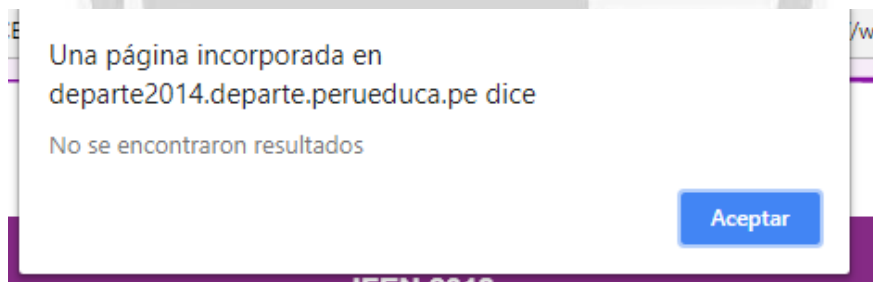 Una página incorporada en
departe2014.departe.perueduca.pe dice
No se encontraron resultados
Aceptar